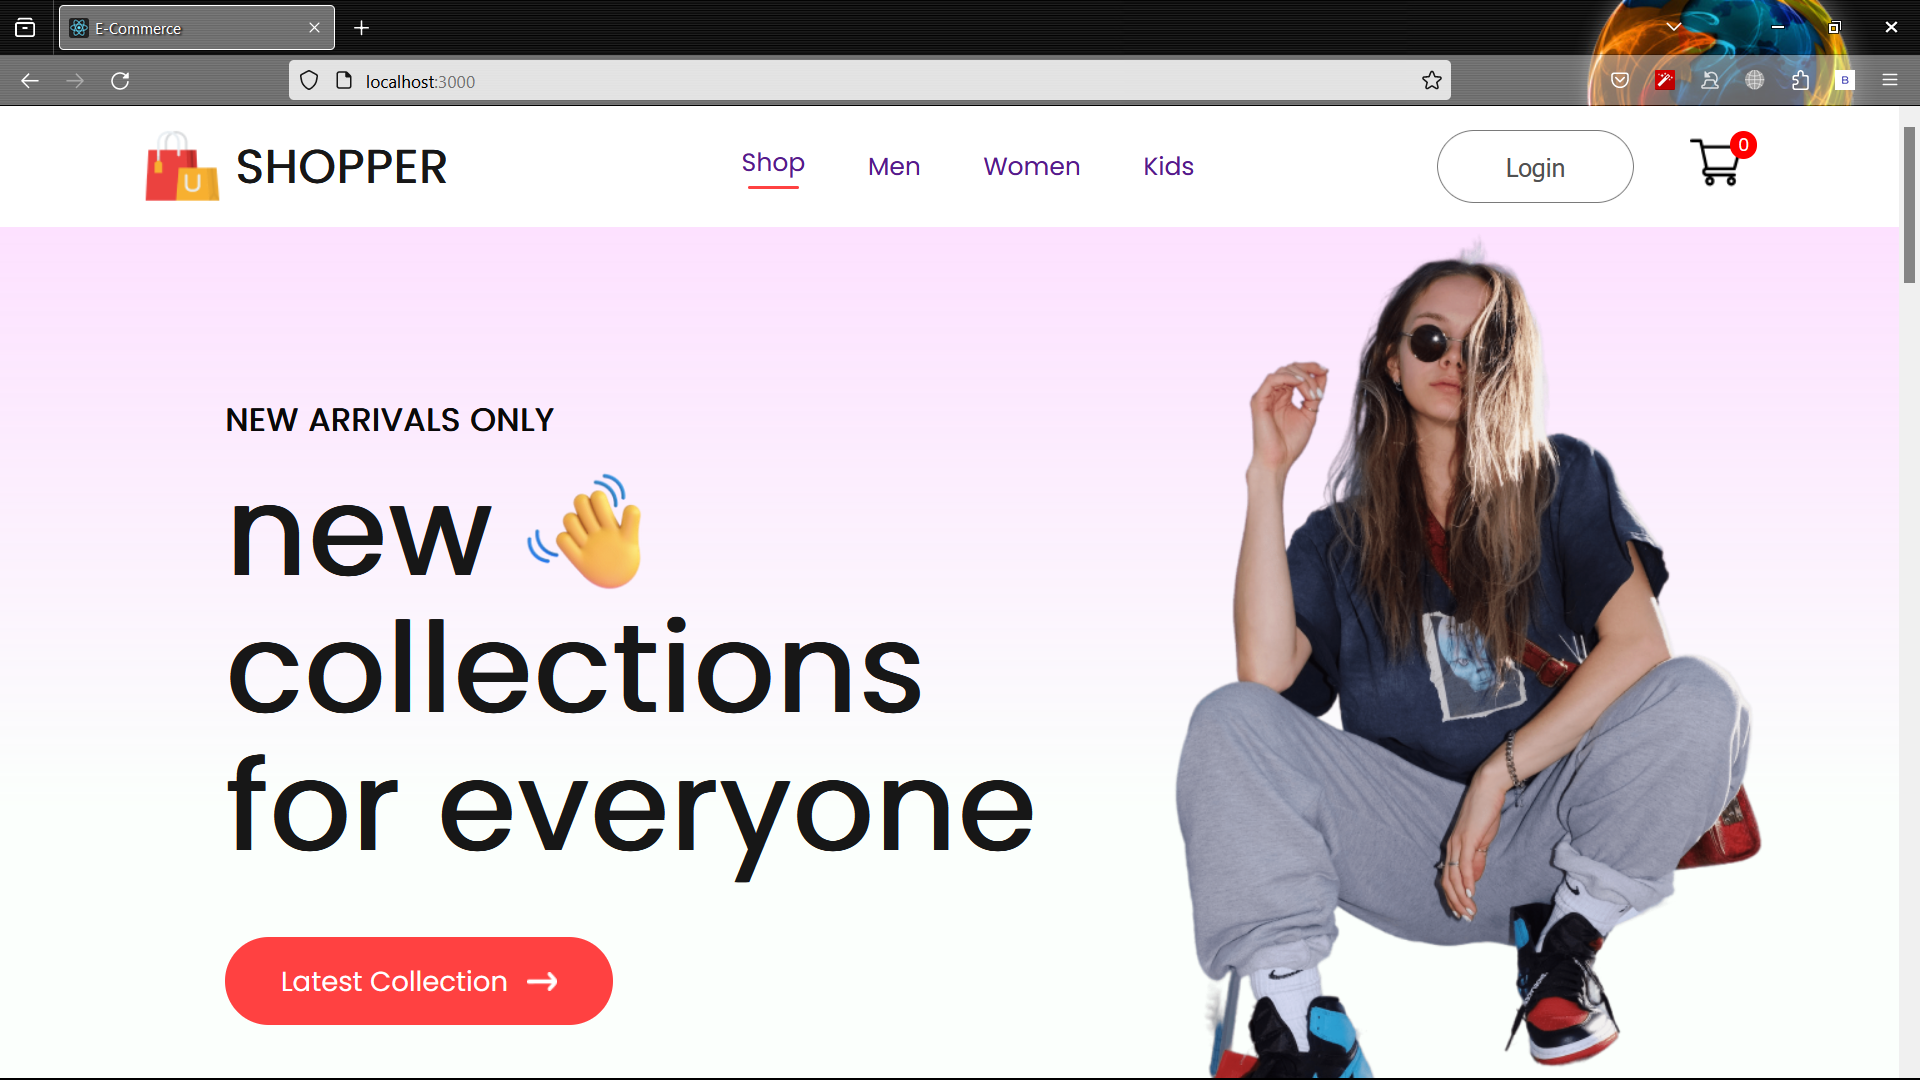 E-Commerce
localhost:3000
B
SHOPPER
Shop
Men
Women
Kids
Login
0
U
NEW ARRIVALS ONLY
new
collections
for everyone
Latest Collection